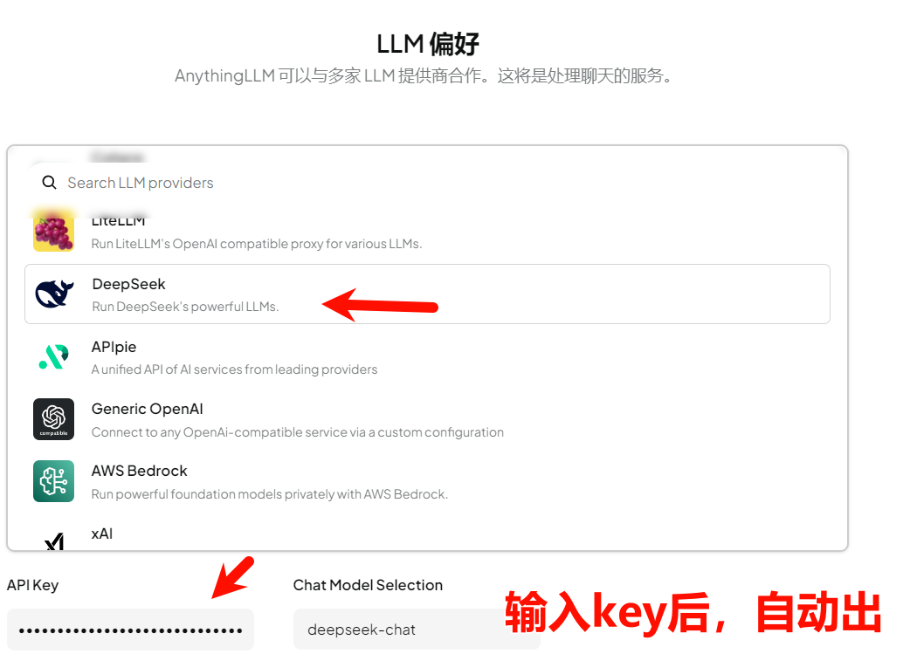 LLM 偏好
AnythingLLM 可以与多家 LLM 提供商合作。这将是处理聊天的服务。
Search LLM providers
LiteLLM
Run LiteLLM's OpenAI compatible proxy for various LLMs.
DeepSeek
Run DeepSeek's powerful LLMs.
APIpie
A unified API of AI services from leading providers
compatible
Generic OpenAI
Connect to any OpenAi-compatible service via a custom configuration
AWS Bedrock
Run powerful foundation models privately with AWS Bedrock.
xAI
API Key
Chat Model Selection
deepseek-chat
输入key后，自动出